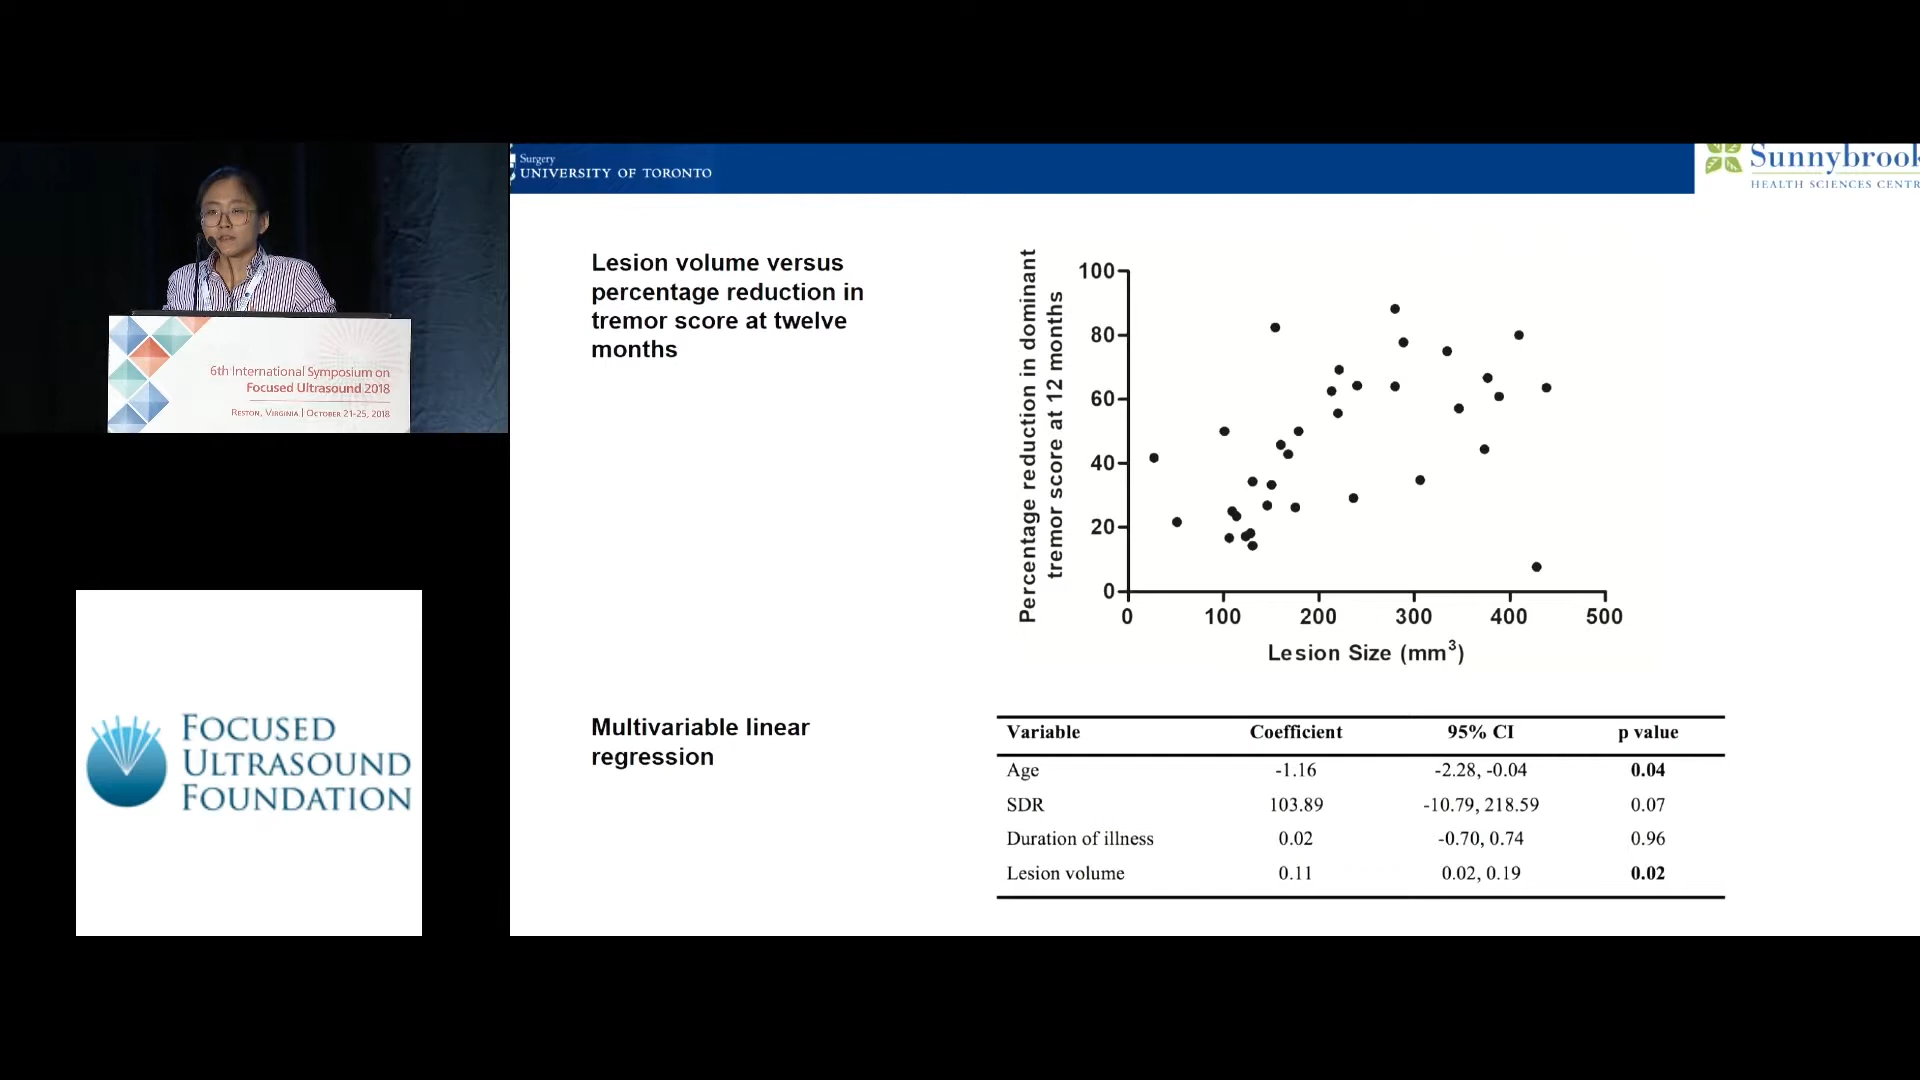 Surgery
UNIVERSITY OF TORONTO
Sunnybrook
HEALTH SCIENCES CENTR
6th International Symposium on
Focused Ultrasound 2018
Reston, Virginia | October 21-25, 2018
FOCUSED
ULTRASOUND
FOUNDATION
Lesion volume versus
percentage reduction in
tremor score at twelve
months
Percentage reduction in dominant
tremor score at 12 months
100
80
60
40
20
0
0 100 200 300 400 500
Lesion Size (mm³)
Multivariable linear
regression
Variable Coefficient 95% CI p value
Age -1.16 -2.28, -0.04 0.04
SDR 103.89 -10.79, 218.59 0.07
Duration of illness 0.02 -0.70, 0.74 0.96
Lesion volume 0.11 0.02, 0.19 0.02